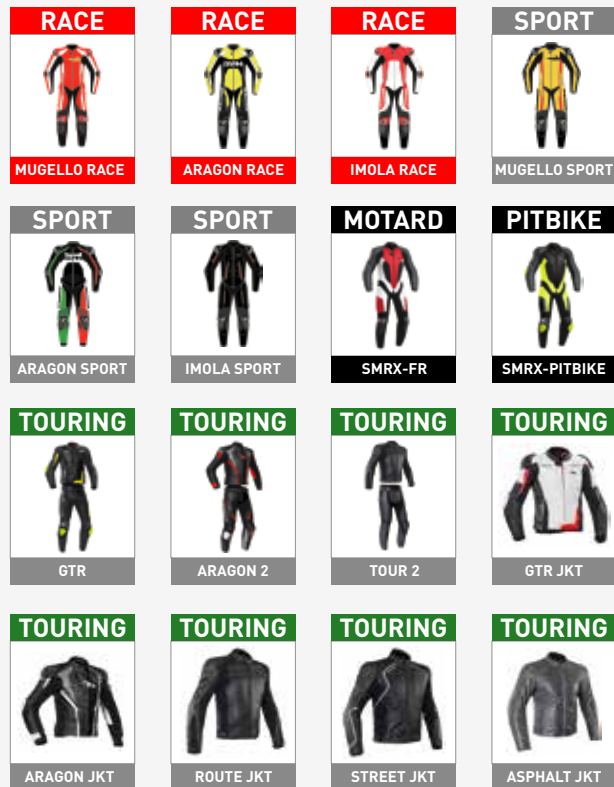 RACE
RACE
RACE
SPORT
MUGELLO RACE
ARAGON RACE
IMOLA RACE
MUGELLO SPORT
SPORT
SPORT
MOTARD
PITBIKE
ARAGON SPORT
IMOLA SPORT
SMRX-FR
SMRX-PITBIKE
TOURING
TOURING
TOURING
TOURING
GTR
ARAGON 2
TOUR 2
GTR JKT
TOURING
TOURING
TOURING
TOURING
ARAGON JKT
ROUTE JKT
STREET JKT
ASPHALT JKT